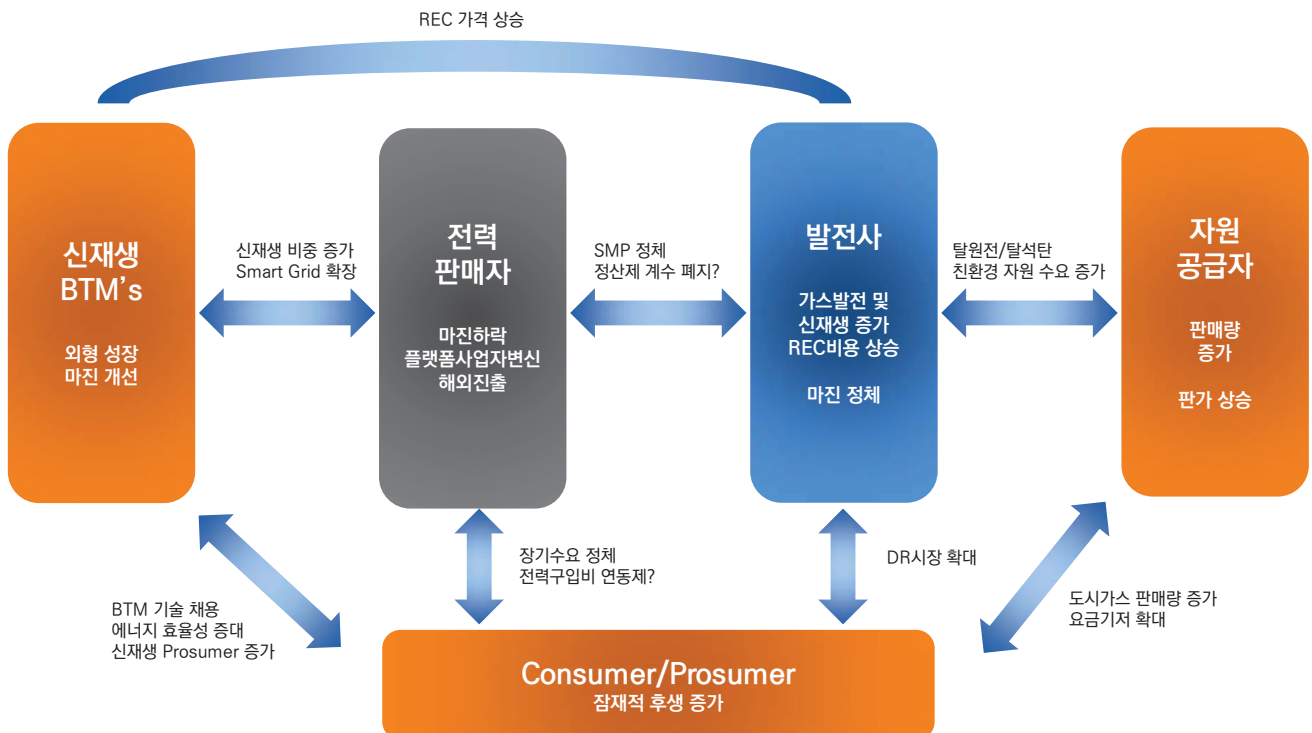 REC 가격 상승
신재생
BTM's
외형 성장
마진 개선
신재생 비중 증가
Smart Grid 확장
전력
판매자
마진하락
플랫폼사업자변신
해외진출
SMP 정체
정산제 계수 폐지?
발전사
가스발전 및
신재생 증가
REC비용 상승
마진 정체
탈원전/탈석탄
친환경 자원 수요 증가
자원
공급자
판매량
증가
판가 상승
BTM 기술 채용
에너지 효율성 증대
신재생 Prosumer 증가
장기수요 정체
전력구입비 연동제?
DR시장 확대
도시가스 판매량 증가
요금기저 확대
Consumer/Prosumer
잠재적 후생 증가